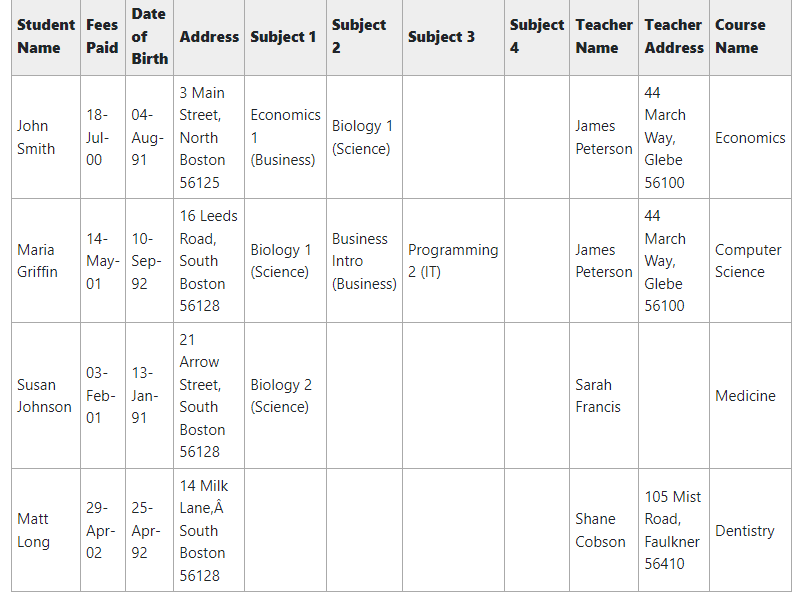 Student Name Fees Paid Date of Birth Address Subject 1 Subject 2 Subject 3 Subject 4 Teacher Name Teacher Address Course Name
John Smith 18-Jul-00 04-Aug-91 3 Main Street, North Boston 56125 Economics 1 (Business) Biology 1 (Science) James Peterson 44 March Way, Glebe 56100 Economics
Maria Griffin 14-May-01 10-Sep-92 16 Leeds Road, South Boston 56128 Biology 1 (Science) Business Intro (Business) Programming 2 (IT) James Peterson 44 March Way, Glebe 56100 Computer Science
Susan Johnson 03-Feb-01 13-Jan-91 21 Arrow Street, South Boston 56128 Biology 2 (Science) Sarah Francis Medicine
Matt Long 29-Apr-02 25-Apr-92 14 Milk Lane,Â South Boston 56128 Shane Cobson 105 Mist Road, Faulkner 56410 Dentistry